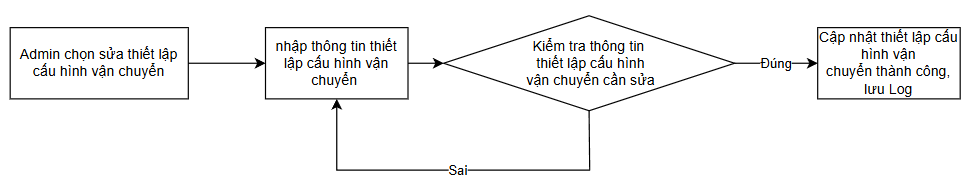 Admin chọn sửa thiết lập
cấu hình vận chuyển
nhập thông tin thiết
lập cấu hình vận
chuyển
Kiểm tra thông tin
thiết lập cấu hình
vận chuyển cần sửa
Đúng
Cập nhật thiết lập cấu
hình vận
chuyển thành công,
lưu Log
Sai